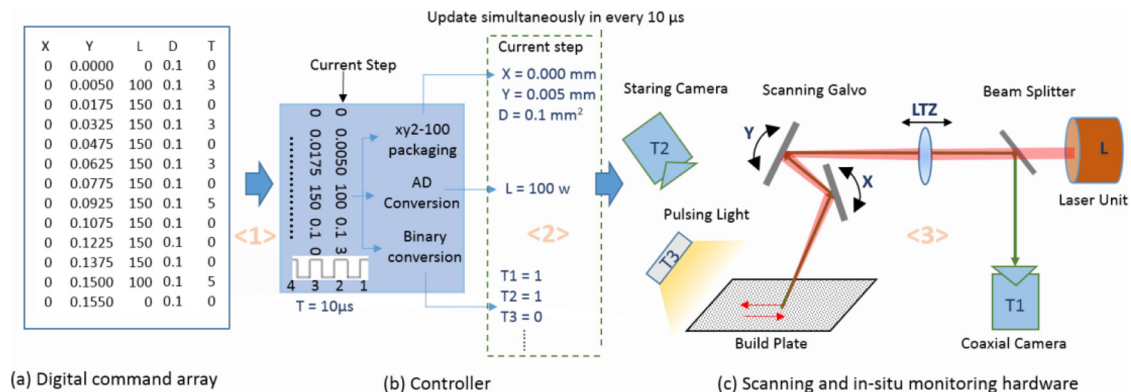 Update simultaneously in every 10 µs
X Y L D T
0 0.0000 0 0.1 0
0 0.0050 100 0.1 3
0 0.0175 150 0.1 0
0 0.0325 150 0.1 3
0 0.0475 150 0.1 0
0 0.0625 150 0.1 3
0 0.0775 150 0.1 0
0 0.0925 150 0.1 5
0 0.1075 150 0.1 0
0 0.1225 150 0.1 0
0 0.1375 150 0.1 0
0 0.1500 100 0.1 5
0 0.1550 0 0.1 0
<1>
Current Step
0 0.0050 100 0.1 3
0 0.0175 150 0.1 0
xy2-100
packaging
AD
Conversion
Binary
conversion
4 3 2 1
T = 10µs
Current step
X = 0.000 mm
Y = 0.005 mm
D = 0.1 mm²
L = 100 w
<2>
T1 = 1
T2 = 1
T3 = 0
Staring Camera
T2
Pulsing Light
T3
Scanning Galvo
Y
X
LTZ
Beam Splitter
L
Laser Unit
<3>
T1
Build Plate
Coaxial Camera
(a) Digital command array
(b) Controller
(c) Scanning and in-situ monitoring hardware